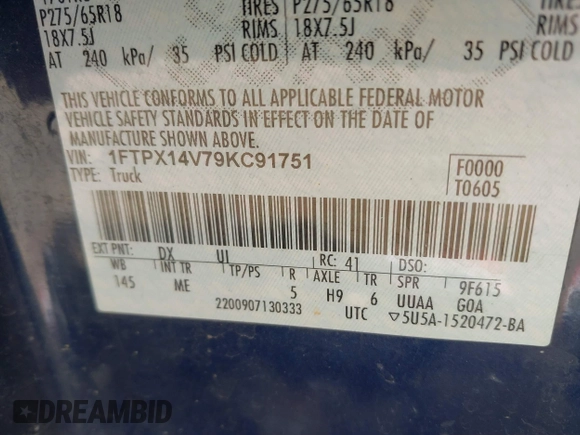 P275/65R18 TIRES P275/65R18
18X7.5J RIMS 18X7.5J
AT 240 kPa/ 35 PSI COLD AT 240 kPa/ 35 PSI COLD
THIS VEHICLE CONFORMS TO ALL APPLICABLE FEDERAL MOTOR
VEHICLE SAFETY STANDARDS IN EFFECT ON THE DATE OF
MANUFACTURE SHOWN ABOVE.
VIN: 1FTPX14V79KC91751
TYPE: Truck
F0000
T0605
EXT PNT: DX UI RC: 41 DSO:
WB INT TR TP/PS R AXLE TR SPR 9F615
145 ME 5 H9 6 UUAA GOA
2200907130333 UTC ▽5U5A-1520472-BA
DREAMBID